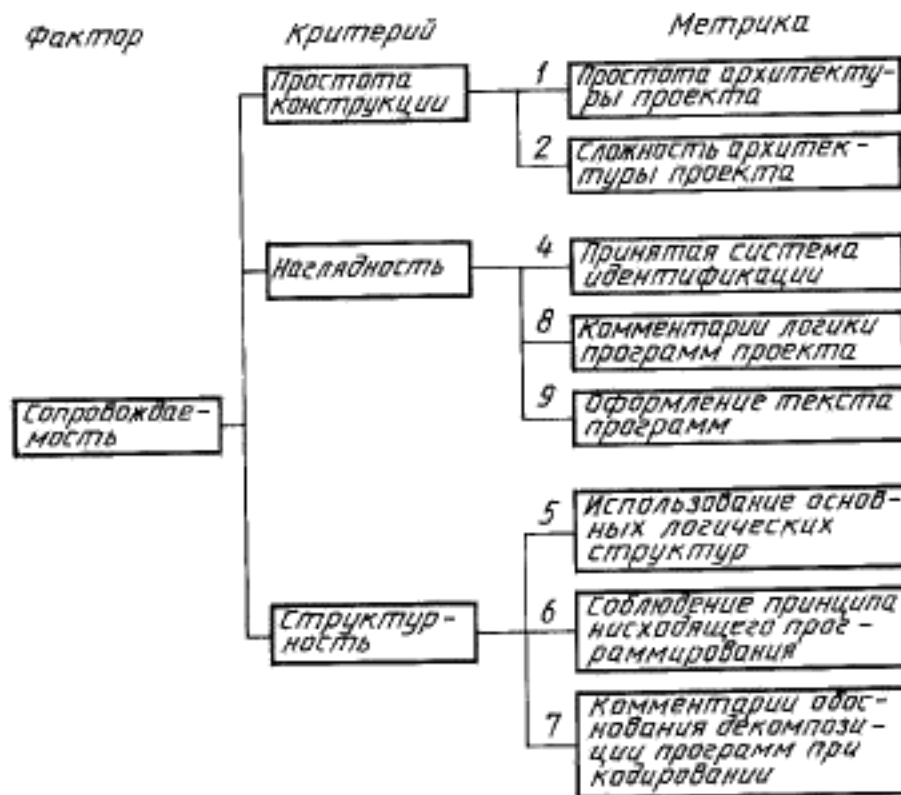 Фактор
Критерий
Метрика
Простота
конструкции
1
Простота архитекту-
ры проекта
2
Сложность архитек-
туры проекта
Наглядность
4
Принятая система
идентификации
8
Комментарии логики
программ проекта
9
Оформление текста
программ
Сопровождае-
мость
Структур-
ность
5
Использование основ-
ных логических
структур
6
Соблюдение принципа
нисходящего прог-
раммирования
7
Комментарии обос-
нования декомпози-
ции программ при
кодировании